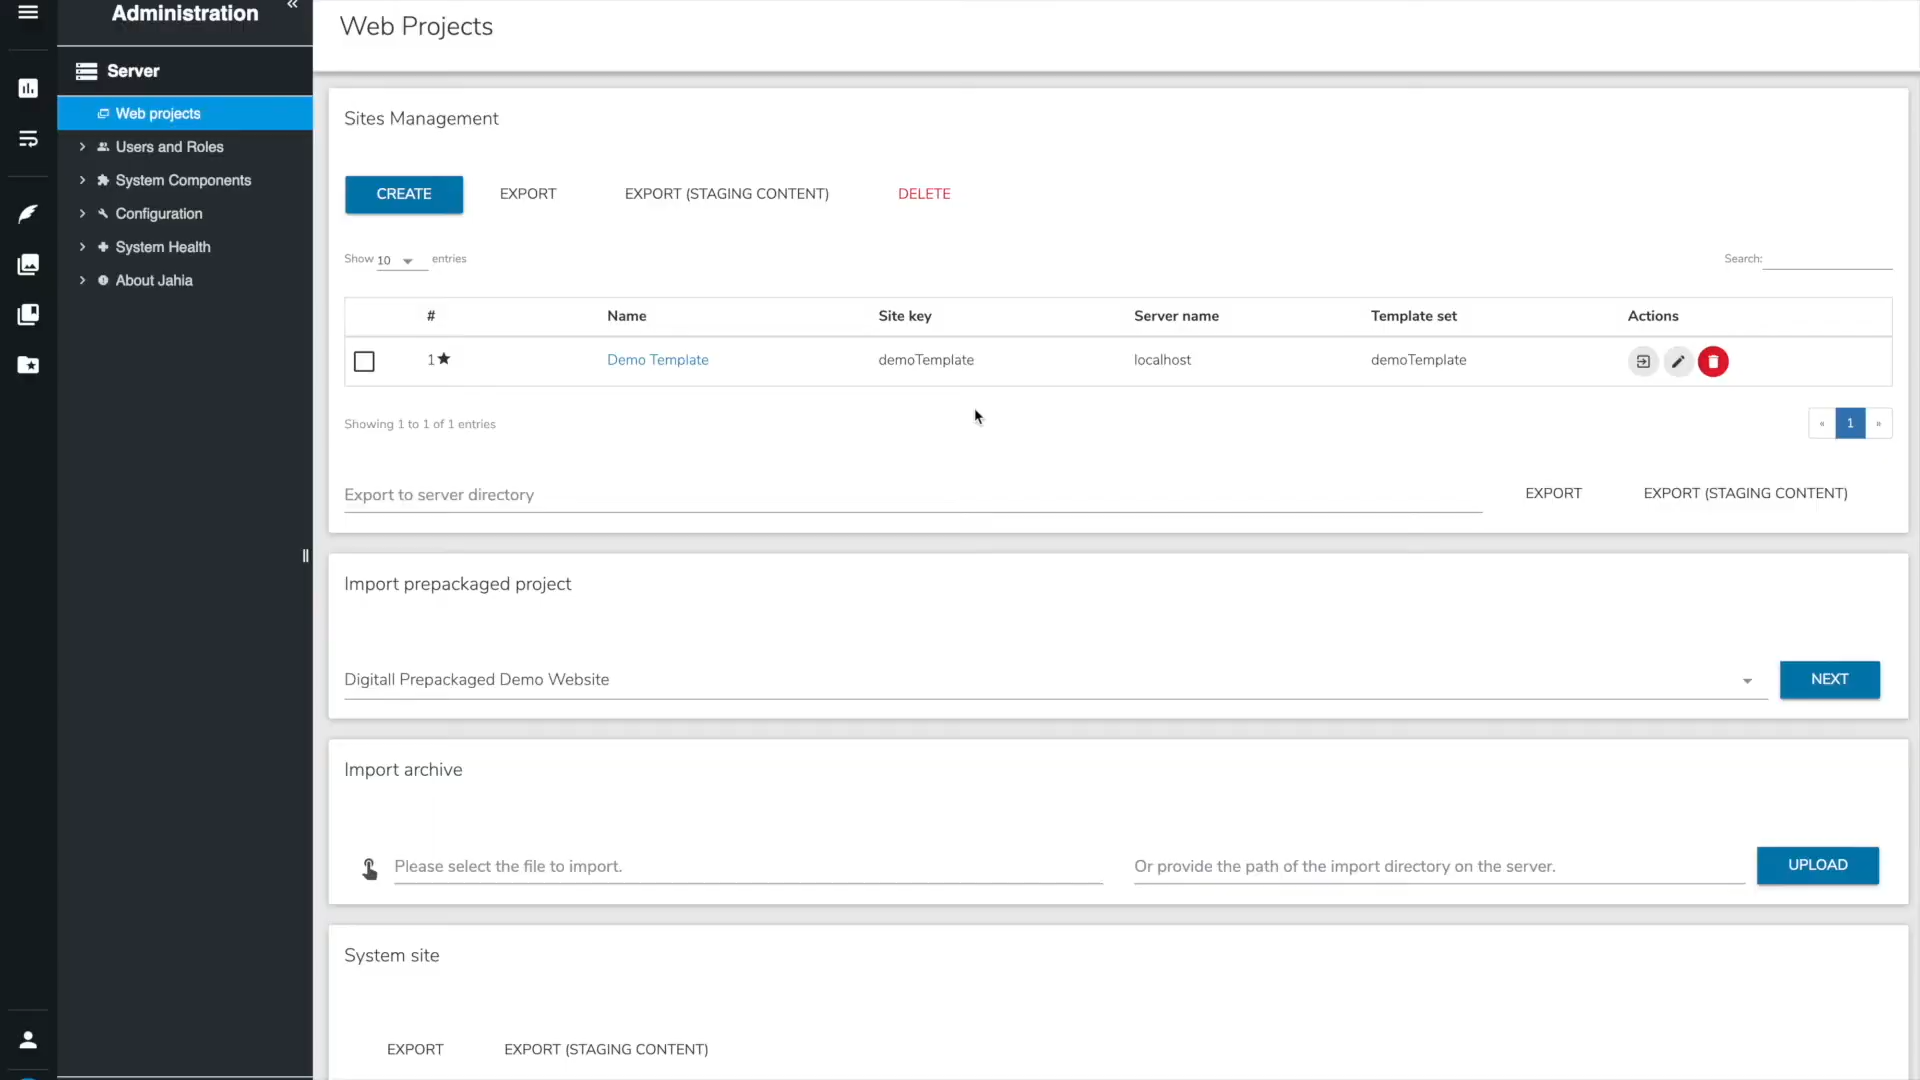 Administration
«
Web Projects
Server
Web projects
Users and Roles
System Components
Configuration
System Health
About Jahia
Sites Management
CREATE EXPORT EXPORT (STAGING CONTENT) DELETE
Show 10 entries
Search:
# Name Site key Server name Template set Actions
1★ Demo Template demoTemplate localhost demoTemplate
Showing 1 to 1 of 1 entries
« 1 »
Export to server directory EXPORT EXPORT (STAGING CONTENT)
Import prepackaged project
Digitall Prepackaged Demo Website NEXT
Import archive
Please select the file to import. Or provide the path of the import directory on the server. UPLOAD
System site
EXPORT EXPORT (STAGING CONTENT)